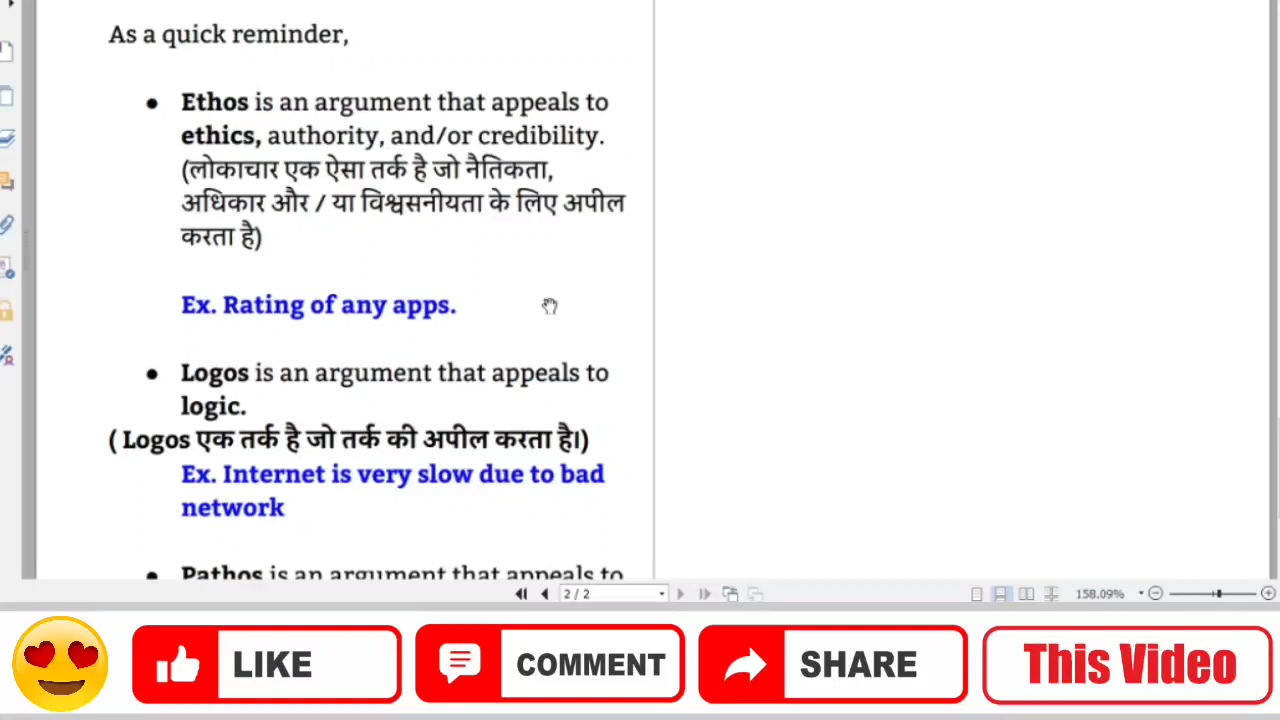 As a quick reminder,
● Ethos is an argument that appeals to
ethics, authority, and/or credibility.
(लोकाचार एक ऐसा तर्क है जो नैतिकता,
अधिकार और / या विश्वसनीयता के लिए अपील
करता है)
Ex. Rating of any apps.
● Logos is an argument that appeals to
logic.
( Logos एक तर्क है जो तर्क की अपील करता है।)
Ex. Internet is very slow due to bad
network
● Pathos is an argument that appeals to
2 / 2
158.09%
LIKE
COMMENT
SHARE
This Video